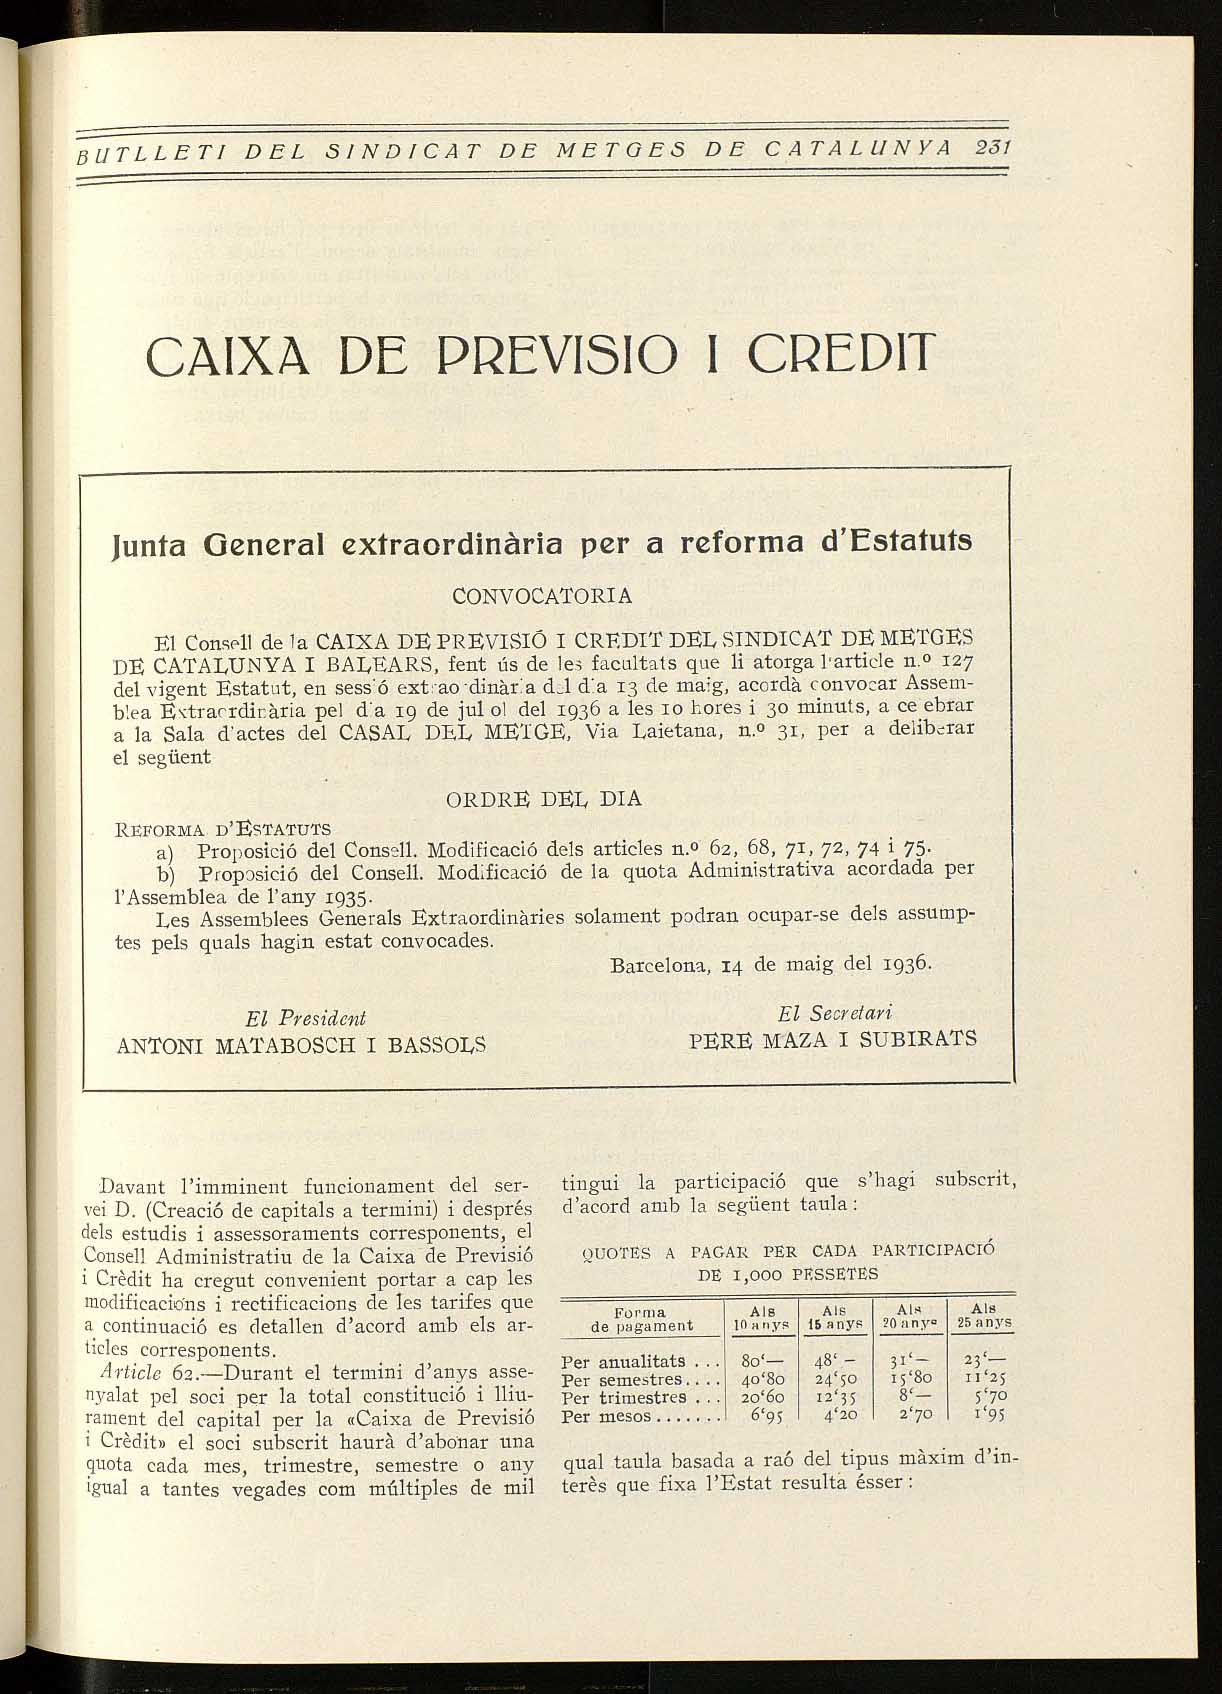 BUTLLETI DEL SINDICAT DE METGES DE CATALUNYA 231
CAIXA DE PREVISIO I CREDIT
Junta General extraordinària per a reforma d'Estatuts
CONVOCATORIA
El Consell de la CAIXA DE PREVISIÓ I CREDIT DEL SINDICAT DE METGES
DE CATALUNYA I BALEARS, fent ús de les facultats que li atorga l'article n.º 127
del vigent Estatut, en sessió extraordinària del dia 13 de maig, acordà convocar Assem-
blea Extraordinària pel dia 19 de juliol del 1936 a les 10 hores i 30 minuts, a celebrar
a la Sala d'actes del CASAL DEL METGE, Via Laietana, n.º 31, per a deliberar
el següent
ORDRE DEL DIA
REFORMA D'ESTATUTS
a) Proposició del Consell. Modificació dels articles n.º 62, 68, 71, 72, 74 i 75.
b) Proposició del Consell. Modificació de la quota Administrativa acordada per
l'Assemblea de l'any 1935.
Les Assemblees Generals Extraordinàries solament podran ocupar-se dels assump-
tes pels quals hagin estat convocades.
Barcelona, 14 de maig del 1936.
El President
ANTONI MATABOSCH I BASSOLS
El Secretari
PERE MAZA I SUBIRATS
Davant l'imminent funcionament del ser-
vei D. (Creació de capitals a termini) i després
dels estudis i assessoraments corresponents, el
Consell Administratiu de la Caixa de Previsió
i Crèdit ha cregut convenient portar a cap les
modificacions i rectificacions de les tarifes que
a continuació es detallen d'acord amb els ar-
ticles corresponents.
Article 62.—Durant el termini d'anys asse-
nyalat pel soci per la total constitució i lliu-
rament del capital per la «Caixa de Previsió
i Crèdit» el soci subscrit haurà d'abonar una
quota cada mes, trimestre, semestre o any
igual a tantes vegades com múltiples de mil
tingui la participació que s'hagi subscrit,
d'acord amb la següent taula :
QUOTES A PAGAR PER CADA PARTICIPACIÓ
DE 1,000 PESSETES
Forma de pagament | Als 10 anys | Als 15 anys | Als 20 anys | Als 25 anys
Per anualitats . . . 80'— 48'- 31'— 23'—
Per semestres. . . . 40'80 24'50 15'80 11'25
Per trimestres . . . 20'60 12'35 8'— 5'70
Per mesos . . . . . . . 6'95 4'20 2'70 1'95
qual taula basada a raó del tipus màxim d'in-
terès que fixa l'Estat resulta ésser :